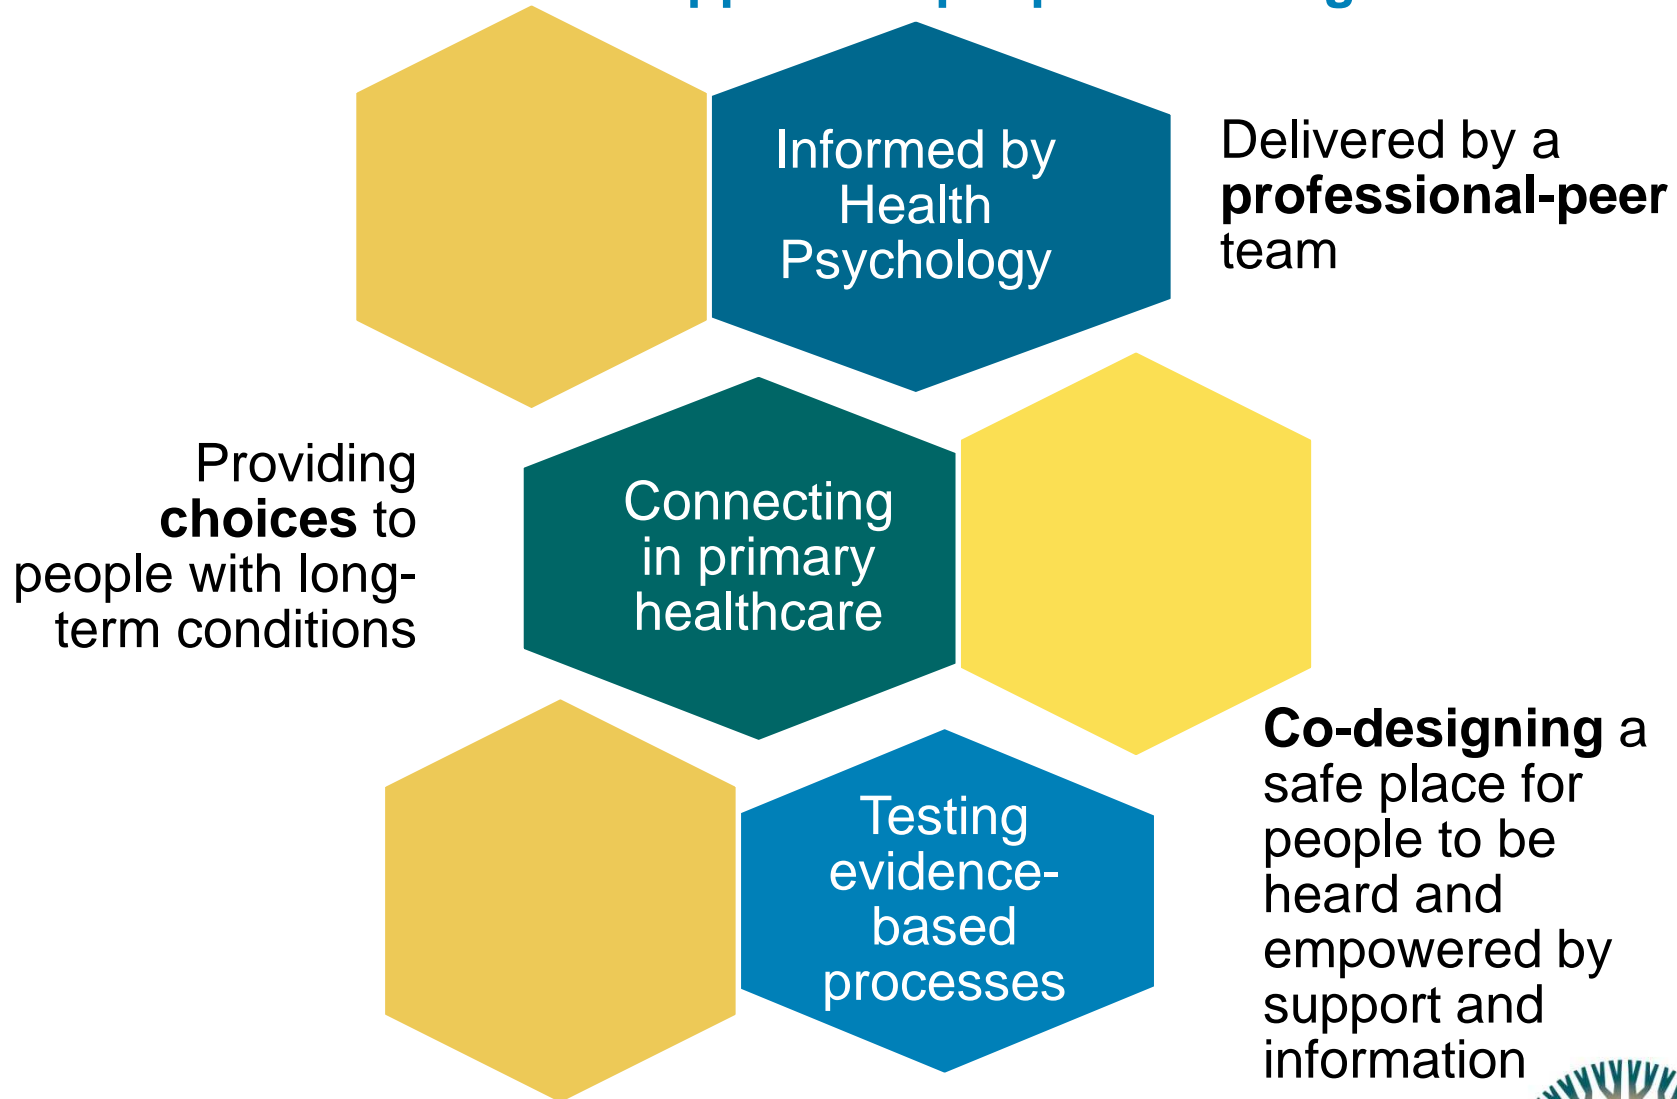 Informed by
Health
Psychology
Delivered by a
professional-peer
team
Providing
choices to
people with long-
term conditions
Connecting
in primary
healthcare
Testing
evidence-
based
processes
Co-designing a
safe place for
people to be
heard and
empowered by
support and
information